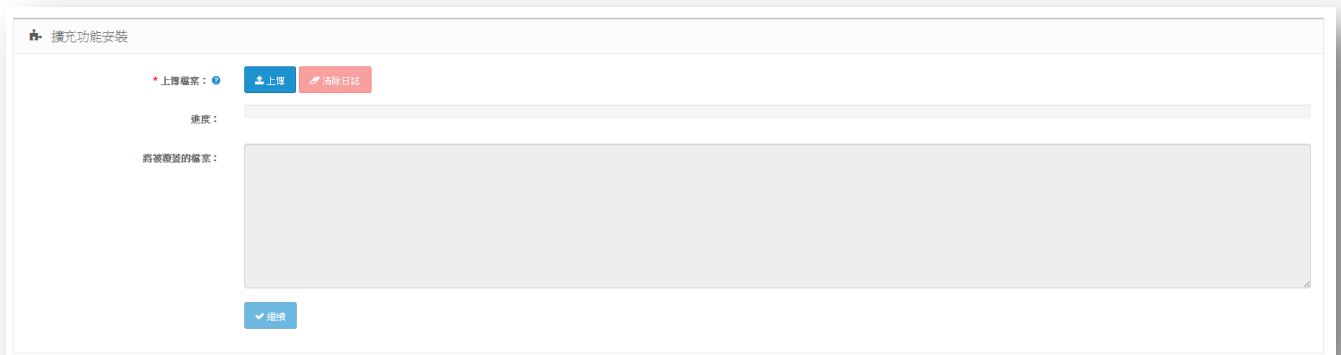 擴充功能安裝
* 上傳檔案：
上傳
清除日誌
進度：
將被覆蓋的檔案：
繼續